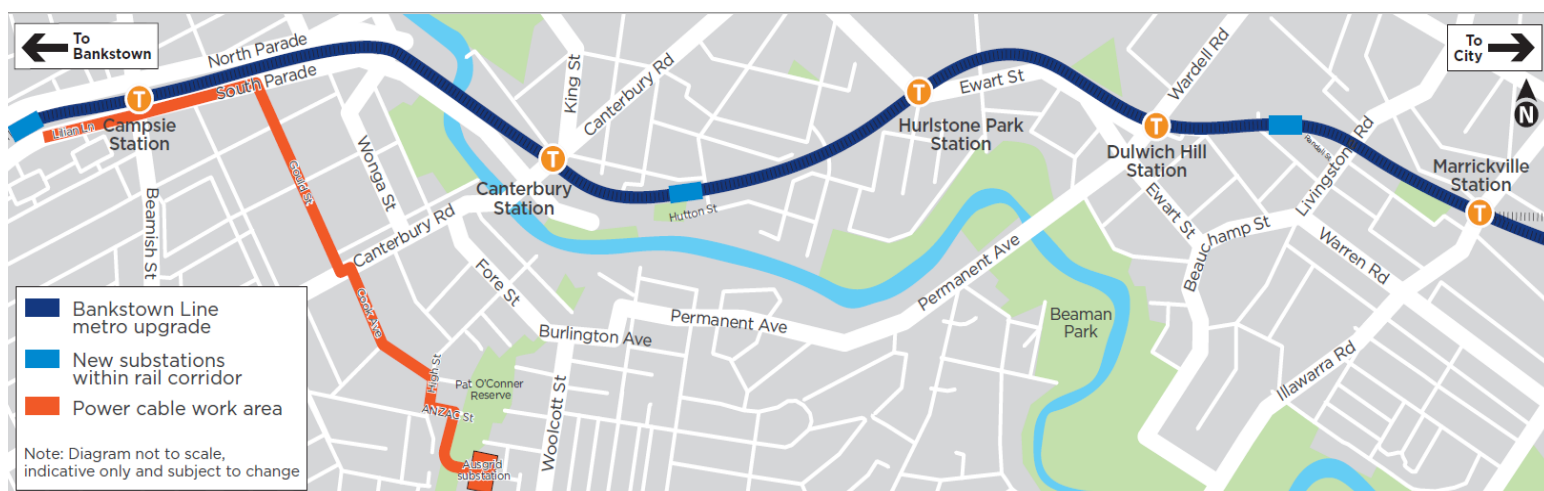 To
Bankstown
North Parade
South Parade
Lilian Ln
Campsie
Station
Beamish St
Gould St
Wonga St
King St
Canterbury Rd
Canterbury
Station
Canterbury Rd
Hutton St
Hurlstone Park
Station
Ewart St
Wardell Rd
To
City
N
Dulwich Hill
Station
Randall St
Livingstone Rd
Marrickville
Station
Ewart St
Beauchamp St
Warren Rd
Illawarra Rd
Fore St
Cook Ave
Burlington Ave
Permanent Ave
Permanent Ave
Beaman
Park
High St
Pat O'Conner
Reserve
ANZAC St
Woolcott St
Ausgrid
substation
Bankstown Line
metro upgrade
New substations
within rail corridor
Power cable work area
Note: Diagram not to scale,
indicative only and subject to change
T
T
T
T
T